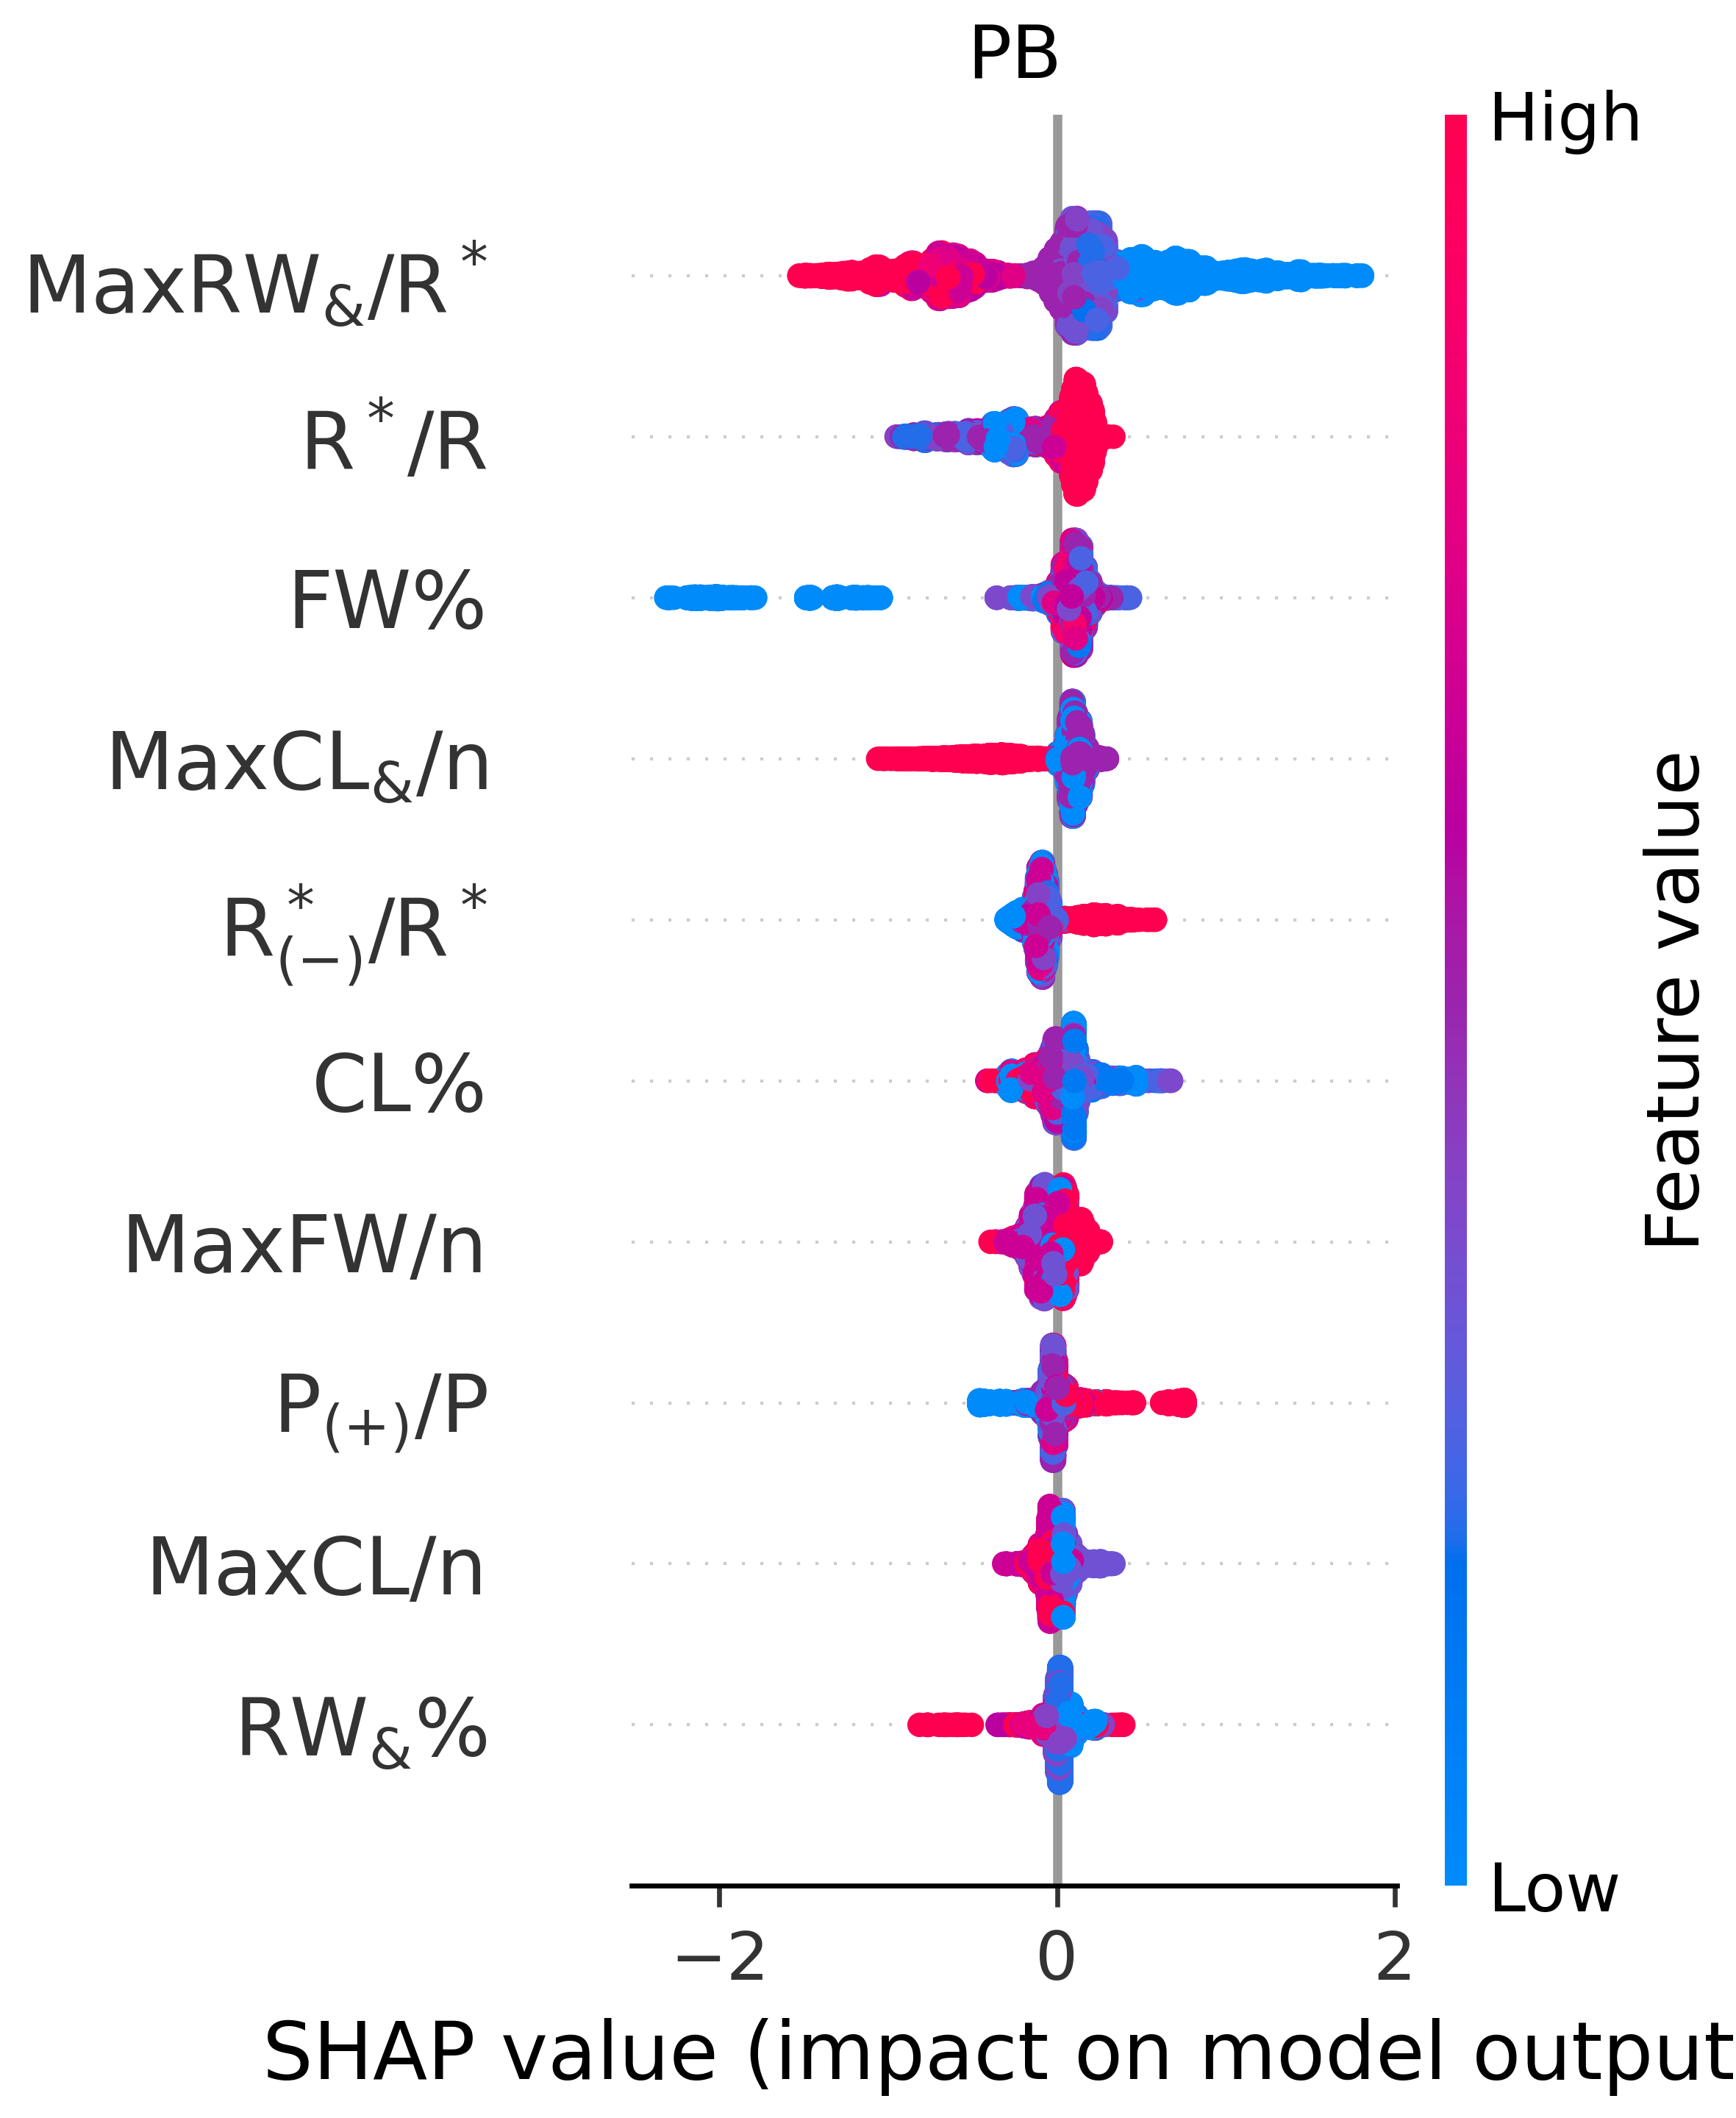 PB
High
MaxRW&/R*
R*/R
FW%
MaxCL&/n
R*(−)/R*
CL%
MaxFW/n
P(+)/P
MaxCL/n
RW&%
Feature value
Low
−2 0 2
SHAP value (impact on model output